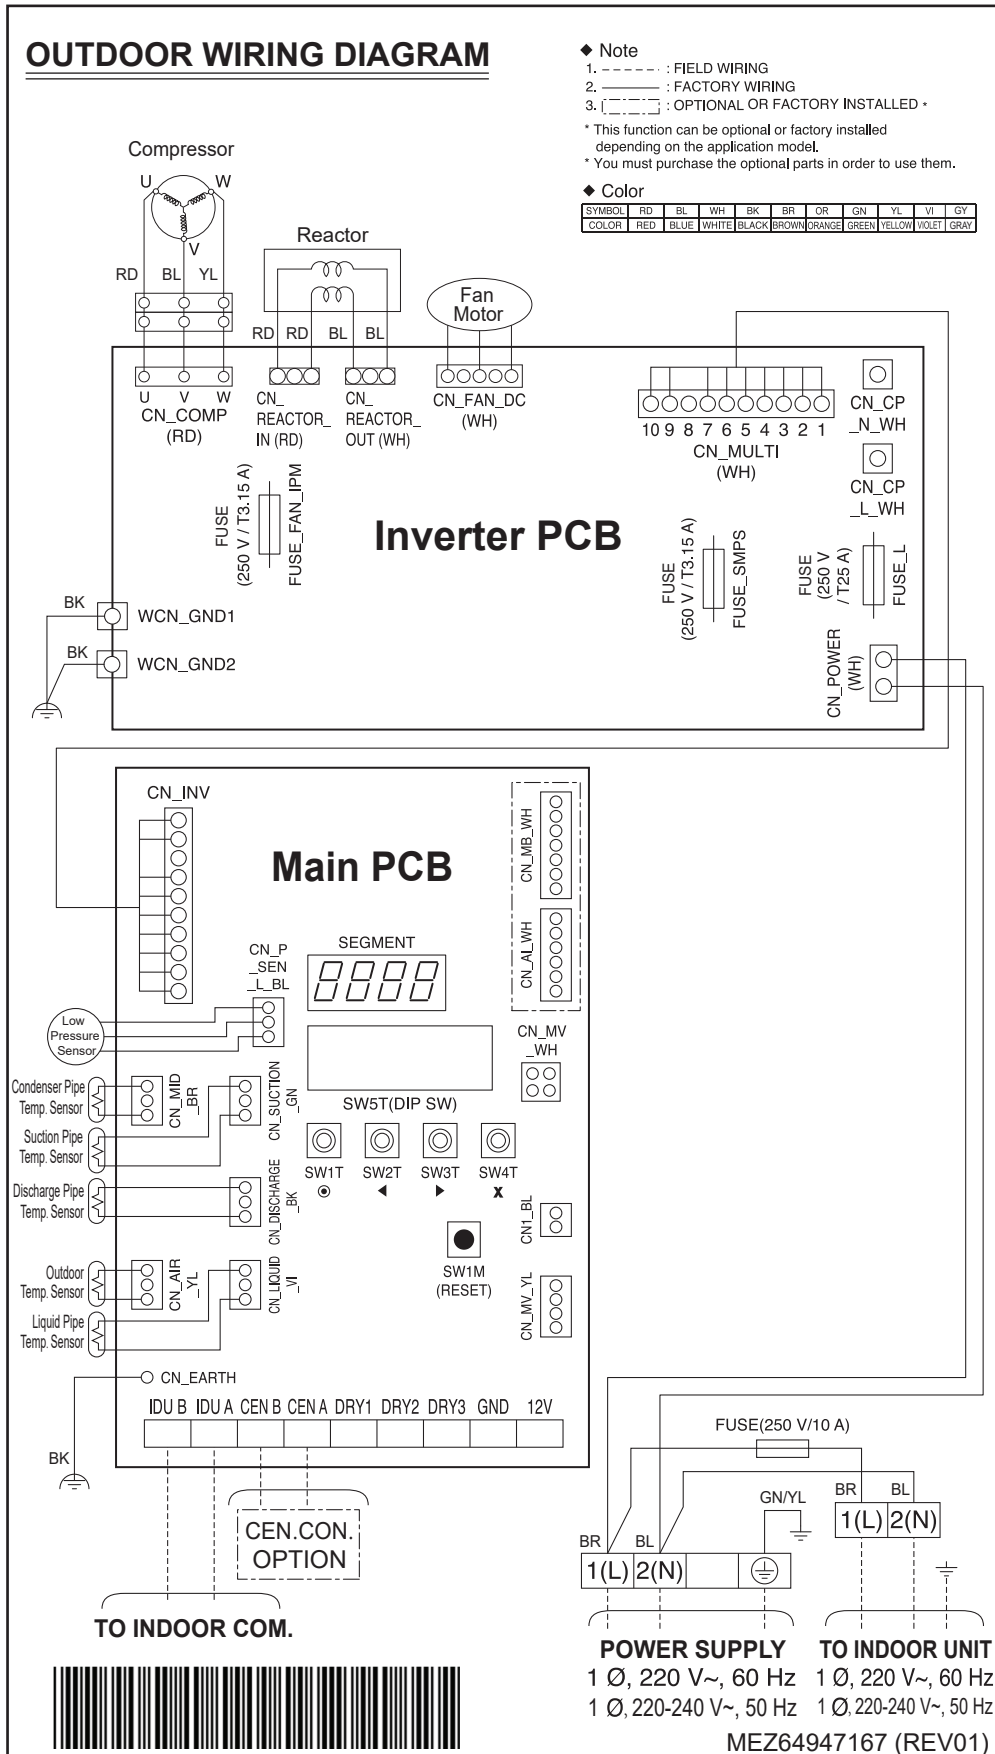 OUTDOOR WIRING DIAGRAM
◆ Note
1. ------ : FIELD WIRING
2. ——— : FACTORY WIRING
3. : OPTIONAL OR FACTORY INSTALLED *
* This function can be optional or factory installed
depending on the application model.
* You must purchase the optional parts in order to use them.
◆ Color
SYMBOL RD BL WH BK BR OR GN YL VI GY
COLOR RED BLUE WHITE BLACK BROWN ORANGE GREEN YELLOW VIOLET GRAY
Compressor
U W
V
RD BL YL
Reactor
RD RD BL BL
Fan
Motor
U V W
CN_COMP
(RD)
CN_
REACTOR_
IN (RD)
CN_
REACTOR_
OUT (WH)
CN_FAN_DC
(WH)
10 9 8 7 6 5 4 3 2 1
CN_MULTI
(WH)
CN_CP
_N_WH
CN_CP
_L_WH
FUSE
(250 V / T3.15 A)
FUSE_FAN_IPM
Inverter PCB
FUSE
(250 V / T3.15 A)
FUSE_SMPS
FUSE
(250 V
/ T25 A)
FUSE_L
BK
WCN_GND1
BK
WCN_GND2
CN_POWER
(WH)
CN_INV
Main PCB
CN_MB_WH
CN_AI_WH
CN_P
_SEN
_L_BL
SEGMENT
8888
Low
Pressure
Sensor
CN_MV
_WH
Condenser Pipe
Temp. Sensor
CN_MID
_BR
CN_SUCTION
_GN
SW5T(DIP SW)
Suction Pipe
Temp. Sensor
SW1T SW2T SW3T SW4T
⦿ ◀ ▶ X
Discharge Pipe
Temp. Sensor
CN_DISCHARGE
_BK
CN1_BL
SW1M
(RESET)
Outdoor
Temp. Sensor
CN_AIR
_YL
CN_LIQUID
_VI
CN_MV_YL
Liquid Pipe
Temp. Sensor
CN_EARTH
IDU B IDU A CEN B CEN A DRY1 DRY2 DRY3 GND 12V
BK
CEN.CON.
OPTION
TO INDOOR COM.
FUSE(250 V/10 A)
BR BL
1(L) 2(N)
GN/YL
BR BL
1(L) 2(N)
POWER SUPPLY
1 Ø, 220 V~, 60 Hz
1 Ø, 220-240 V~, 50 Hz
TO INDOOR UNIT
1 Ø, 220 V~, 60 Hz
1 Ø, 220-240 V~, 50 Hz
MEZ64947167 (REV01)